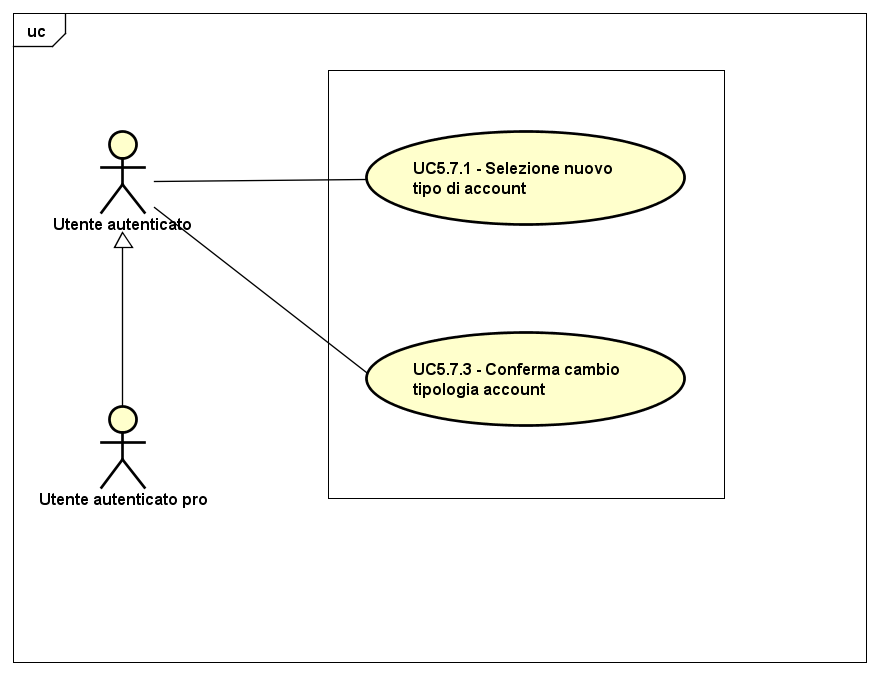 uc
UC5.7.1 - Selezione nuovo
tipo di account
Utente autenticato
UC5.7.3 - Conferma cambio
tipologia account
Utente autenticato pro